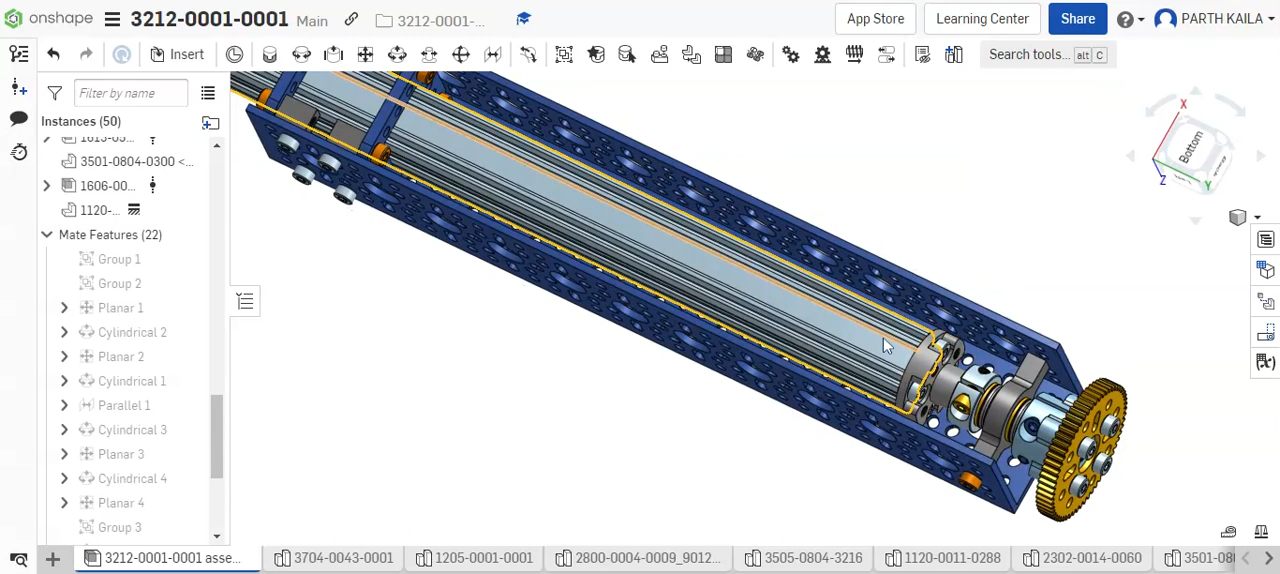 onshape 3212-0001-0001 Main 3212-0001-... App Store Learning Center Share PARTH KAILA
Insert Search tools... alt C
Filter by name
Instances (50)
3501-0804-0300 <...
1606-00...
1120-...
Mate Features (22)
Group 1
Group 2
Planar 1
Cylindrical 2
Planar 2
Cylindrical 1
Parallel 1
Cylindrical 3
Planar 3
Cylindrical 4
Planar 4
Group 3
X
Bottom
Z Y
3212-0001-0001 asse... 3704-0043-0001 1205-0001-0001 2800-0004-0009_9012... 3505-0804-3216 1120-0011-0288 2302-0014-0060